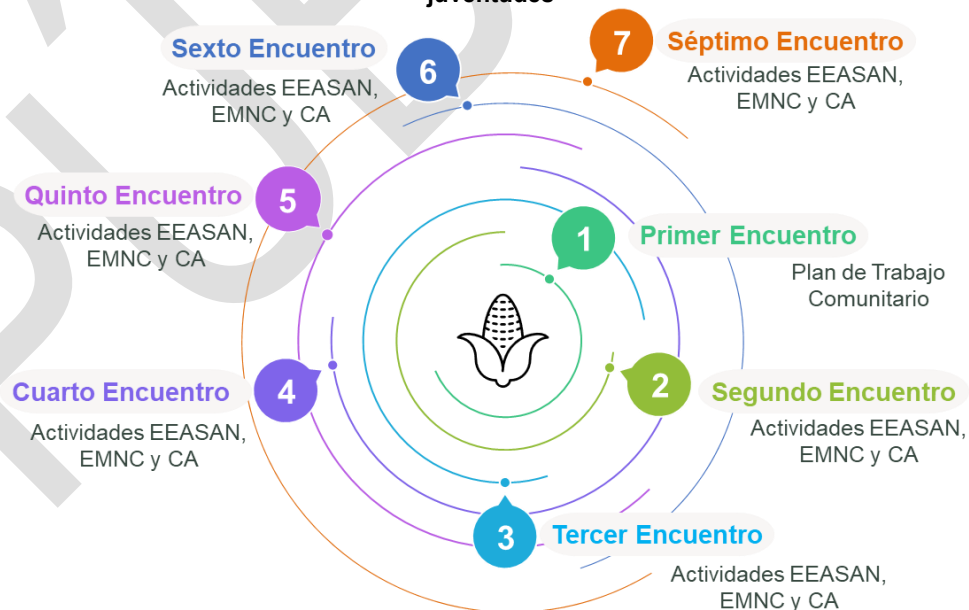 juventudes
7
Séptimo Encuentro
Actividades EEASAN,
EMNC y CA
6
Sexto Encuentro
Actividades EEASAN,
EMNC y CA
5
Quinto Encuentro
Actividades EEASAN,
EMNC y CA
1
Primer Encuentro
Plan de Trabajo
Comunitario
4
Cuarto Encuentro
Actividades EEASAN,
EMNC y CA
2
Segundo Encuentro
Actividades EEASAN,
EMNC y CA
3
Tercer Encuentro
Actividades EEASAN,
EMNC y CA